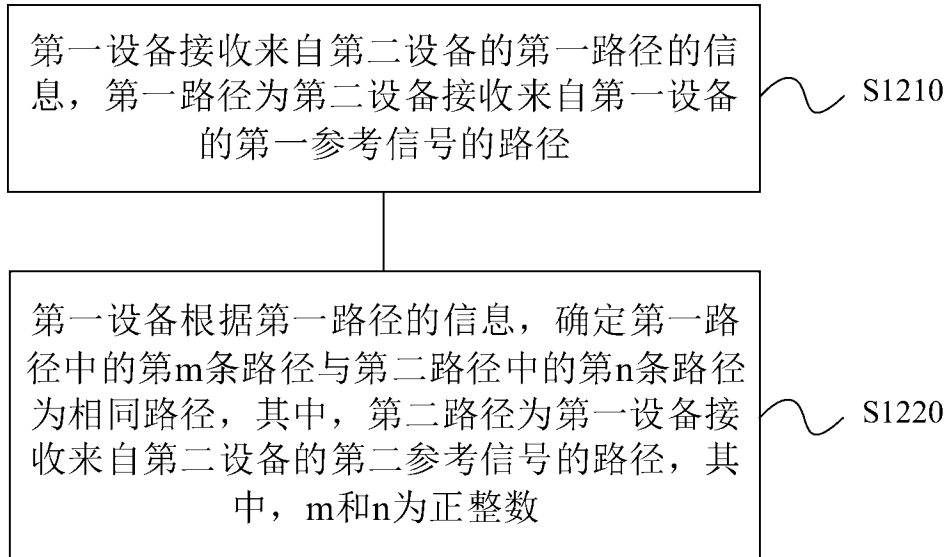 第一设备接收来自第二设备的第一路径的信
息，第一路径为第二设备接收来自第一设备
的第一参考信号的路径
S1210
第一设备根据第一路径的信息，确定第一路
径中的第m条路径与第二路径中的第n条路径
为相同路径，其中，第二路径为第一设备接
收来自第二设备的第二参考信号的路径，其
中，m和n为正整数
S1220